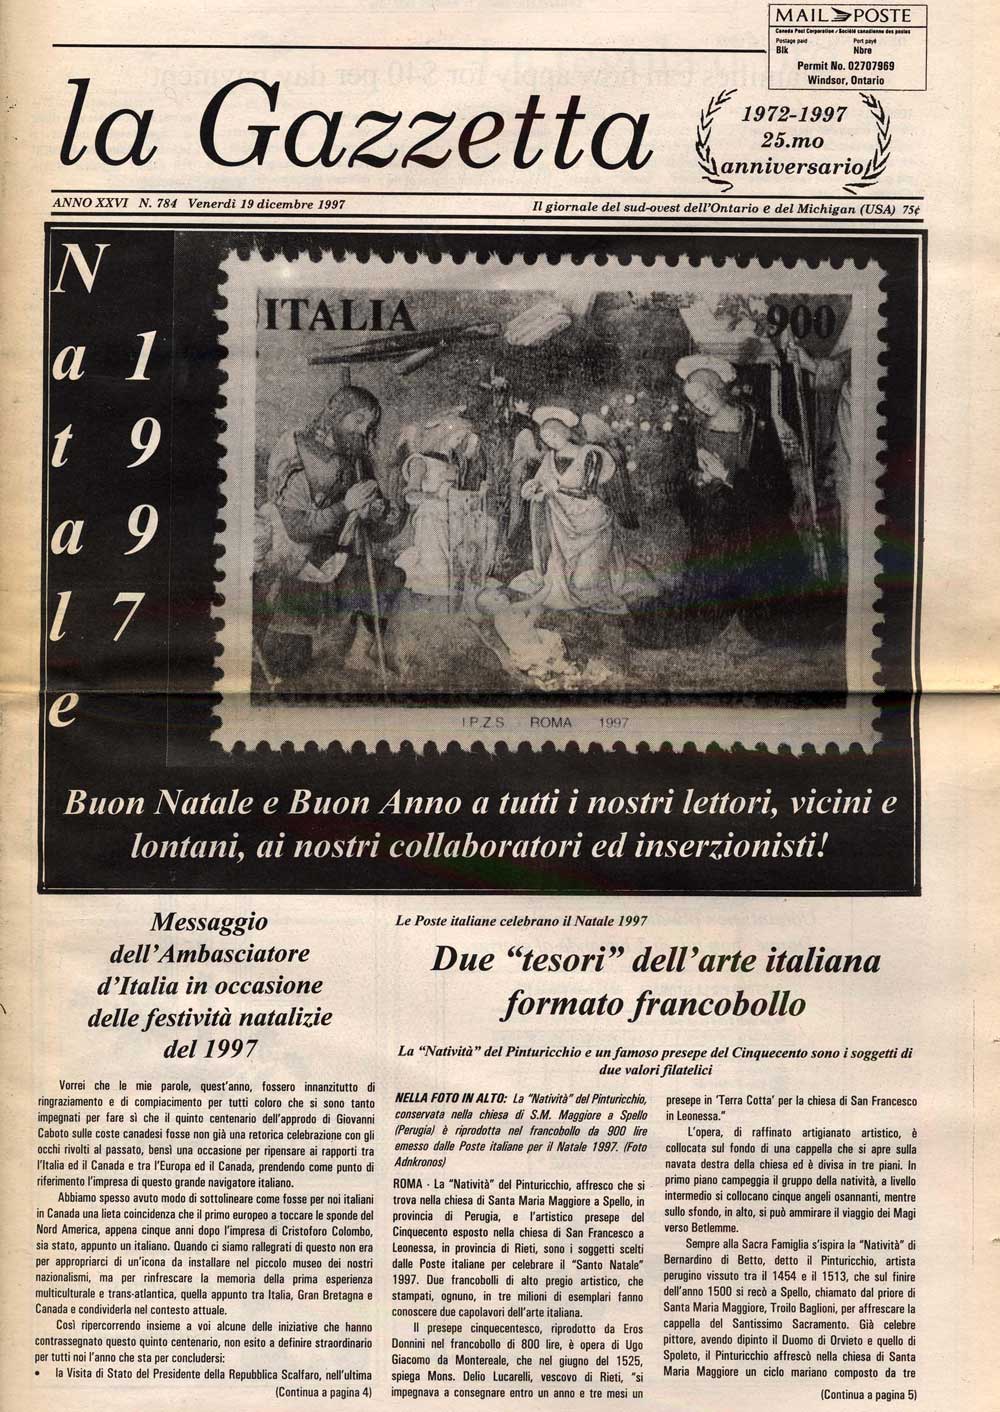 MAIL POSTE
Canada Post Corporation / Société canadienne des postes
Postage paid Port payé
Blk Nbre
Permit No. 02707969
Windsor, Ontario
la Gazzetta
1972-1997
25.mo
anniversario
ANNO XXVI N. 784 Venerdì 19 dicembre 1997
Il giornale del sud-ovest dell'Ontario e del Michigan (USA) 75¢
Natale
1997
ITALIA 900
I.P.Z.S. ROMA 1997
Buon Natale e Buon Anno a tutti i nostri lettori, vicini e
lontani, ai nostri collaboratori ed inserzionisti!
Messaggio
dell'Ambasciatore
d'Italia in occasione
delle festività natalizie
del 1997
Vorrei che le mie parole, quest'anno, fossero innanzitutto di
ringraziamento e di compiacimento per tutti coloro che si sono tanto
impegnati per fare sì che il quinto centenario dell'approdo di Giovanni
Caboto sulle coste canadesi fosse non già una retorica celebrazione con gli
occhi rivolti al passato, bensì una occasione per ripensare ai rapporti tra
l'Italia ed il Canada e tra l'Europa ed il Canada, prendendo come punto di
riferimento l'impresa di questo grande navigatore italiano.
Abbiamo spesso avuto modo di sottolineare come fosse per noi italiani
in Canada una lieta coincidenza che il primo europeo a toccare le sponde del
Nord America, appena cinque anni dopo l'impresa di Cristoforo Colombo,
sia stato, appunto un italiano. Quando ci siamo rallegrati di questo non era
per appropriarci di un'icona da installare nel piccolo museo dei nostri
nazionalismi, ma per rinfrescare la memoria della prima esperienza
multiculturale e trans-atlantica, quella appunto tra Italia, Gran Bretagna e
Canada e condividerla nel contesto attuale.
Così ripercorrendo insieme a voi alcune delle iniziative che hanno
contrassegnato questo quinto centenario, non esito a definire straordinario
per tutti noi l'anno che sta per concludersi:
• la Visita di Stato del Presidente della Repubblica Scalfaro, nell'ultima
(Continua a pagina 4)
Le Poste italiane celebrano il Natale 1997
Due “tesori” dell'arte italiana
formato francobollo
La “Natività” del Pinturicchio e un famoso presepe del Cinquecento sono i soggetti di
due valori filatelici
NELLA FOTO IN ALTO: La “Natività” del Pinturicchio,
conservata nella chiesa di S.M. Maggiore a Spello
(Perugia) è riprodotta nel francobollo da 900 lire
emesso dalle Poste italiane per il Natale 1997. (Foto
Adnkronos)
ROMA - La “Natività” del Pinturicchio, affresco che si
trova nella chiesa di Santa Maria Maggiore a Spello, in
provincia di Perugia, e l'artistico presepe del
Cinquecento esposto nella chiesa di San Francesco a
Leonessa, in provincia di Rieti, sono i soggetti scelti
dalle Poste italiane per celebrare il “Santo Natale”
1997. Due francobolli di alto pregio artistico, che
stampati, ognuno, in tre milioni di esemplari fanno
conoscere due capolavori dell'arte italiana.
Il presepe cinquecentesco, riprodotto da Eros
Donnini nel francobollo di 800 lire, è opera di Ugo
Giacomo da Montereale, che nel giugno del 1525,
spiega Mons. Delio Lucarelli, vescovo di Rieti, “si
impegnava a consegnare entro un anno e tre mesi un
presepe in ‘Terra Cotta’ per la chiesa di San Francesco
in Leonessa.”
L'opera, di raffinato artigianato artistico, è
collocata sul fondo di una cappella che si apre sulla
navata destra della chiesa ed è divisa in tre piani. In
primo piano campeggia il gruppo della natività, a livello
intermedio si collocano cinque angeli osannanti, mentre
sullo sfondo, in alto, si può ammirare il viaggio dei Magi
verso Betlemme.
Sempre alla Sacra Famiglia s'ispira la “Natività” di
Bernardino di Betto, detto il Pinturicchio, artista
perugino vissuto tra il 1454 e il 1513, che sul finire
dell'anno 1500 si recò a Spello, chiamato dal priore di
Santa Maria Maggiore, Troilo Baglioni, per affrescare la
cappella del Santissimo Sacramento. Già celebre
pittore, avendo dipinto il Duomo di Orvieto e quello di
Spoleto, il Pinturicchio affrescò nella chiesa di Santa
Maria Maggiore un ciclo mariano composto da tre
(Continua a pagina 5)